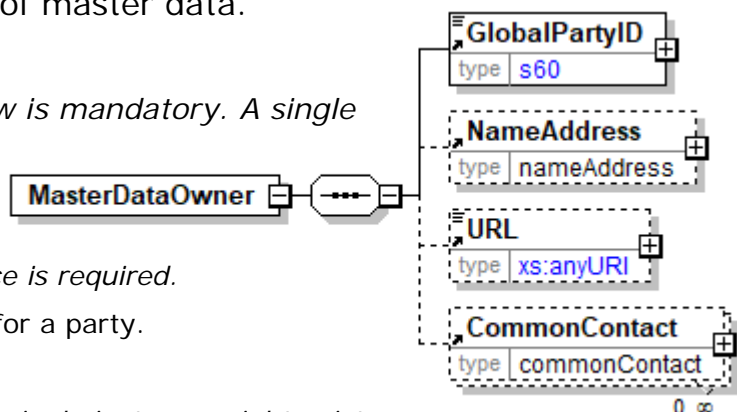 of master data.
w is mandatory. A single
ce is required.
for a party.
MasterDataOwner
GlobalPartyID
type s60
NameAddress
type nameAddress
URL
type xs:anyURI
CommonContact
type commonContact
0 ∞